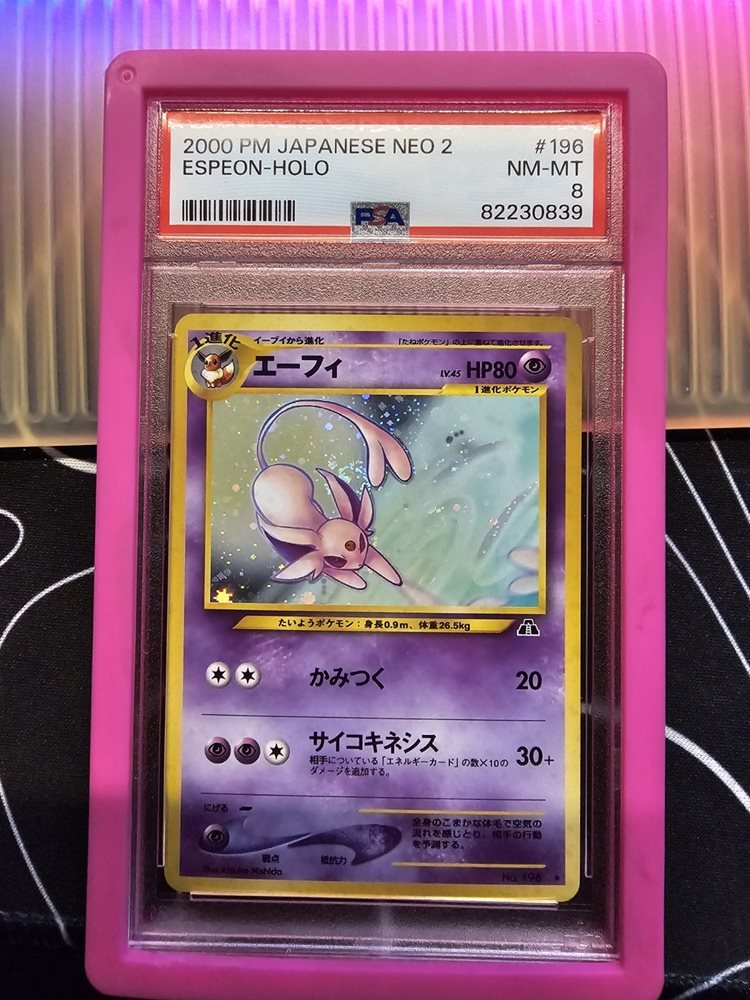 2000 PM JAPANESE NEO 2 #196
ESPEON-HOLO NM-MT
8
82230839
PSA
1進化
イーブイから進化
「たねポケモン」の上に重ねて進化させます。
エーフィ LV.45 HP80
1進化ポケモン
たいようポケモン：身長0.9m、体重26.5kg
かみつく 20
サイコキネシス 30+
相手についている「エネルギーカード」の数×10の
ダメージを追加する。
にげる
全身のこまかな体毛で空気の
流れを感じとり、相手の行動
を予測する。
弱点 抵抗力
Illus. Atsuko Nishida
No. 196